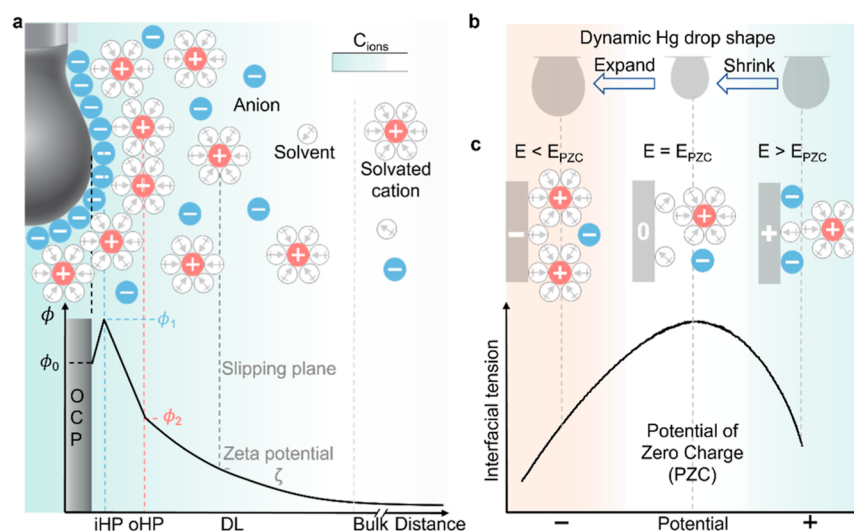 a
C_ions
Anion
Solvent
Solvated
cation
ϕ
ϕ₁
ϕ₀
ϕ₂
OCP
Slipping plane
Zeta potential
ζ
iHP oHP DL Bulk Distance
b
Dynamic Hg drop shape
Expand Shrink
c
E < E_PZC E = E_PZC E > E_PZC
− 0 +
Interfacial tension
Potential of
Zero Charge
(PZC)
− Potential +